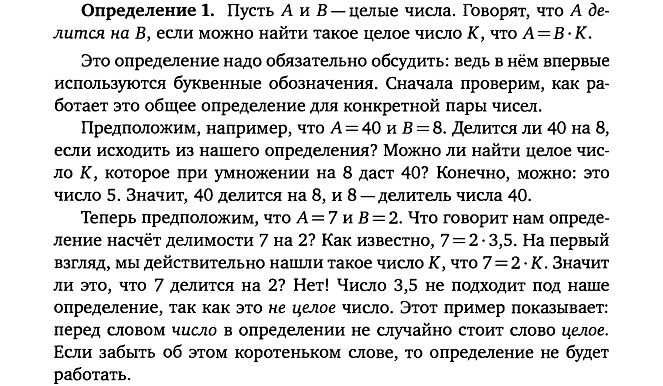 Определение 1. Пусть A и B — целые числа. Говорят, что A де-
лится на B, если можно найти такое целое число K, что A = B · K.
Это определение надо обязательно обсудить: ведь в нём впервые
используются буквенные обозначения. Сначала проверим, как ра-
ботает это общее определение для конкретной пары чисел.
Предположим, например, что A = 40 и B = 8. Делится ли 40 на 8,
если исходить из нашего определения? Можно ли найти целое чис-
ло K, которое при умножении на 8 даст 40? Конечно, можно: это
число 5. Значит, 40 делится на 8, и 8 — делитель числа 40.
Теперь предположим, что A = 7 и B = 2. Что говорит нам опреде-
ление насчёт делимости 7 на 2? Как известно, 7 = 2 · 3,5. На первый
взгляд, мы действительно нашли такое число K, что 7 = 2 · K. Значит
ли это, что 7 делится на 2? Нет! Число 3,5 не подходит под наше
определение, так как это не целое число. Этот пример показывает:
перед словом число в определении не случайно стоит слово целое.
Если забыть об этом коротеньком слове, то определение не будет
работать.